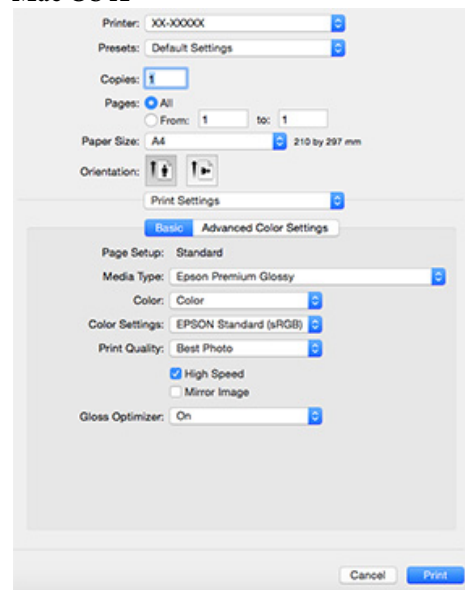 Mac OS X
Printer: XX-XXXXX
Presets: Default Settings
Copies: 1
Pages: All
From: 1 to: 1
Paper Size: A4 210 by 297 mm
Orientation:
Print Settings
Basic Advanced Color Settings
Page Setup: Standard
Media Type: Epson Premium Glossy
Color: Color
Color Settings: EPSON Standard (sRGB)
Print Quality: Best Photo
High Speed
Mirror Image
Gloss Optimizer: On
Cancel Print